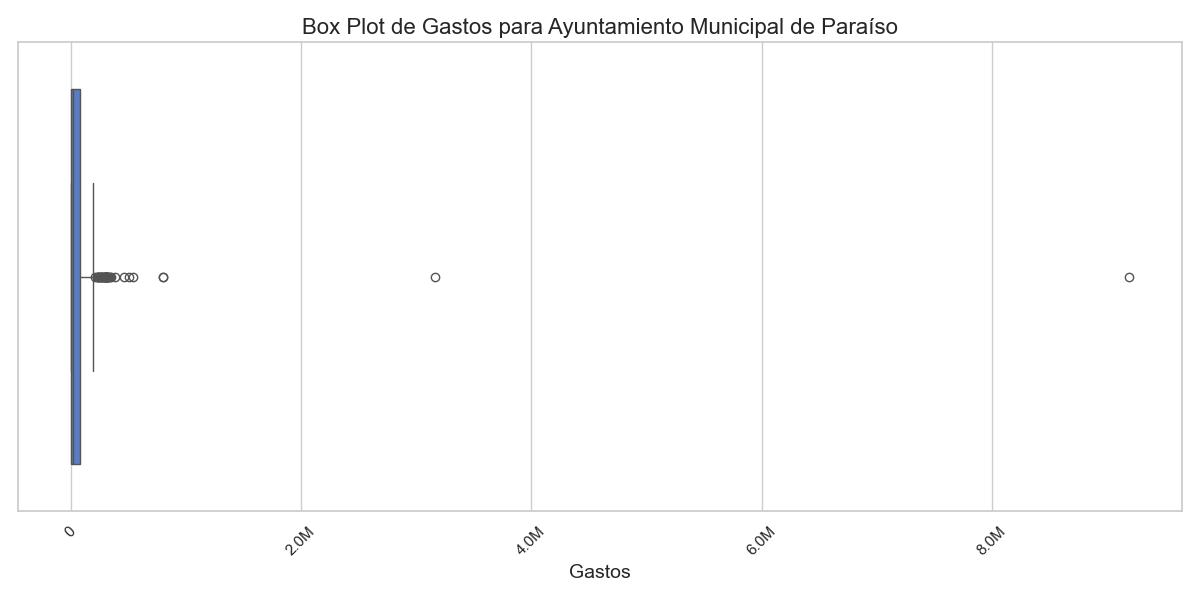 Box Plot de Gastos para Ayuntamiento Municipal de Paraíso
0
2.0M
4.0M
6.0M
8.0M
Gastos